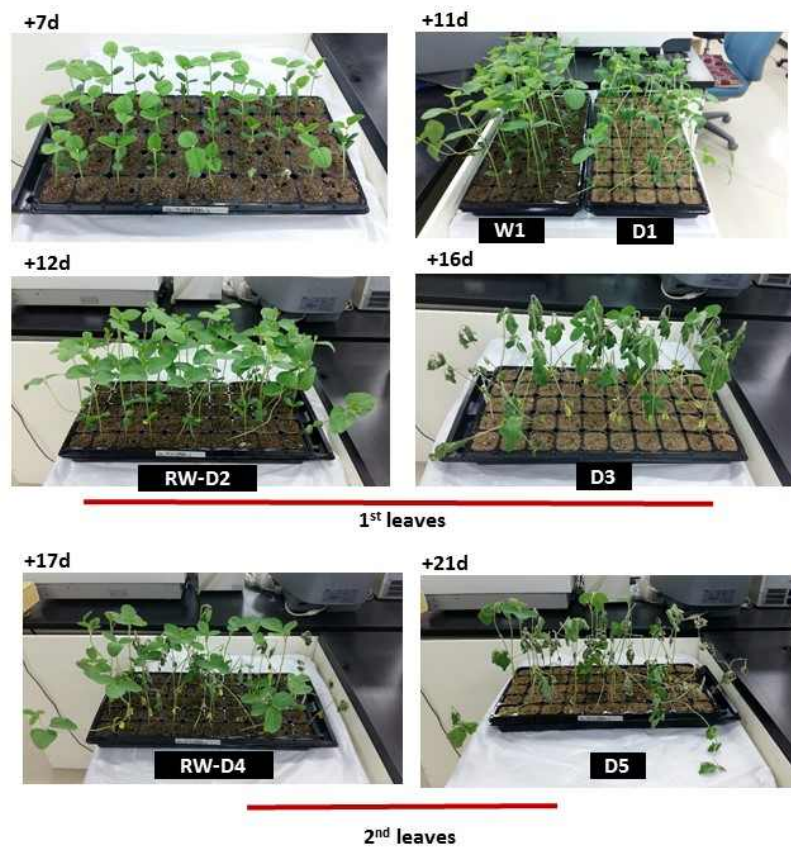 +7d
+11d
W1
D1
+12d
+16d
RW-D2
D3
1st leaves
+17d
+21d
RW-D4
D5
2nd leaves